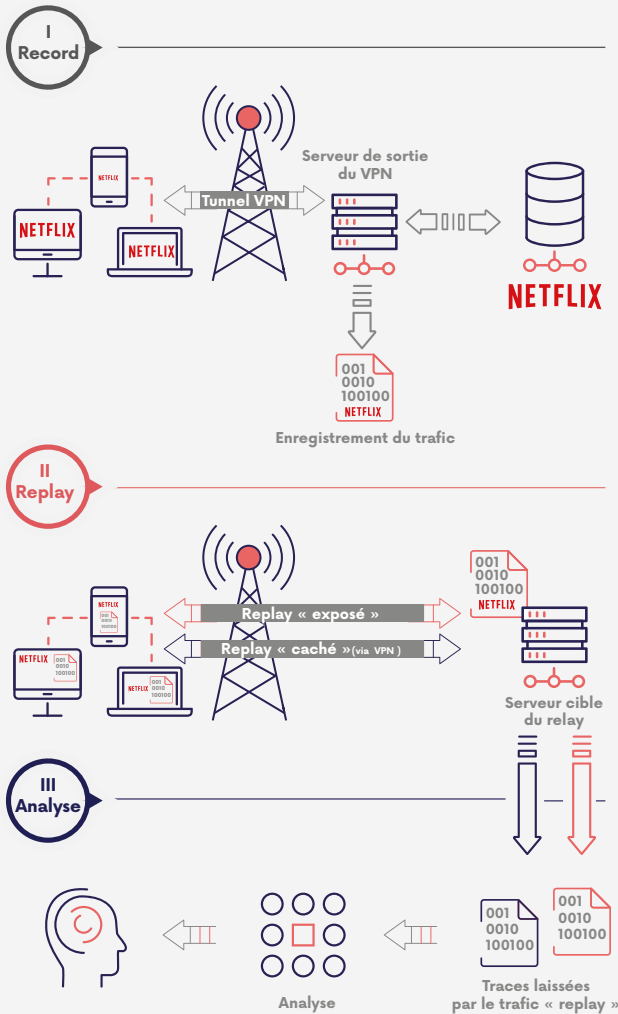 I
Record
Serveur de sortie
du VPN
NETFLIX
Tunnel VPN
NETFLIX
NETFLIX
NETFLIX
001
0010
100100
NETFLIX
Enregistrement du trafic
II
Replay
001
0010
100100
NETFLIX
NETFLIX
001
0010
100100
Replay « exposé »
Replay « caché »(via VPN )
NETFLIX
001
0010
100100
NETFLIX
001
0010
100100
Serveur cible
du relay
III
Analyse
001
0010
100100
001
0010
100100
Analyse
Traces laissées
par le trafic « replay »